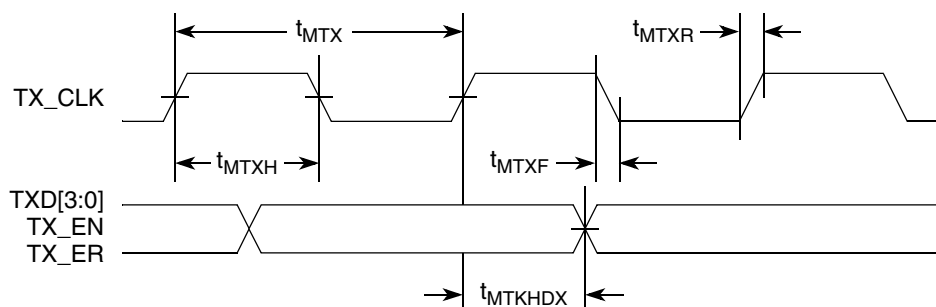 tMTX
tMTXR
TX_CLK
tMTXH
tMTXF
TXD[3:0]
TX_EN
TX_ER
tMTKHDX